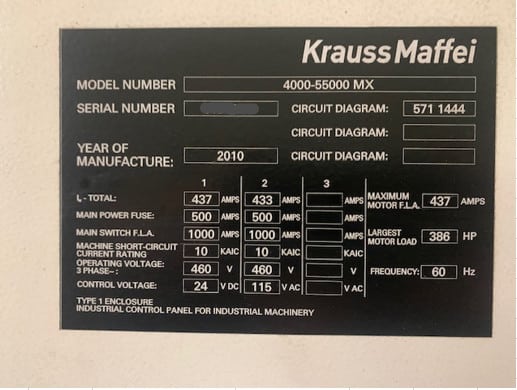 Krauss Maffei
MODEL NUMBER 4000-55000 MX
SERIAL NUMBER CIRCUIT DIAGRAM: 571 1444
CIRCUIT DIAGRAM:
YEAR OF
MANUFACTURE: 2010 CIRCUIT DIAGRAM:
1 2 3
I - TOTAL: 437 AMPS 433 AMPS AMPS MAXIMUM MOTOR F.L.A. 437 AMPS
MAIN POWER FUSE: 500 AMPS 500 AMPS AMPS
MAIN SWITCH F.L.A. 1000 AMPS 1000 AMPS AMPS LARGEST MOTOR LOAD 386 HP
MACHINE SHORT-CIRCUIT
CURRENT RATING 10 KAIC 10 KAIC KAIC
OPERATING VOLTAGE:
3 PHASE~ : 460 V 460 V V FREQUENCY: 60 Hz
CONTROL VOLTAGE: 24 V DC 115 V AC V AC
TYPE 1 ENCLOSURE
INDUSTRIAL CONTROL PANEL FOR INDUSTRIAL MACHINERY